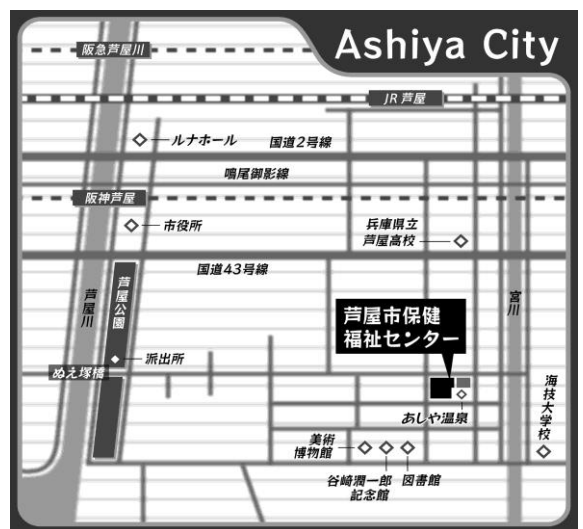 Ashiya City
阪急芦屋川
JR 芦屋
ルナホール
国道2号線
鳴尾御影線
阪神芦屋
市役所
兵庫県立
芦屋高校
国道43号線
芦屋川
芦屋公園
宮川
芦屋市保健
福祉センター
派出所
ぬえ塚橋
あしや温泉
海技大学校
美術
博物館
谷崎潤一郎
記念館
図書館